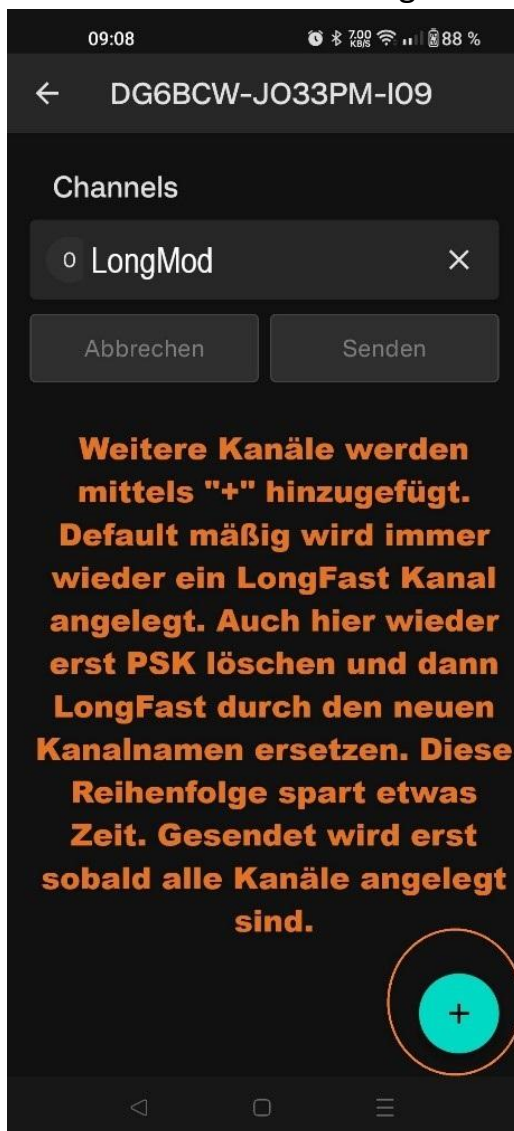 09:08 7.00 KB/S 88 %
DG6BCW-JO33PM-I09
Channels
0 LongMod
Abbrechen Senden
Weitere Kanäle werden
mittels "+" hinzugefügt.
Default mäßig wird immer
wieder ein LongFast Kanal
angelegt. Auch hier wieder
erst PSK löschen und dann
LongFast durch den neuen
Kanalnamen ersetzen. Diese
Reihenfolge spart etwas
Zeit. Gesendet wird erst
sobald alle Kanäle angelegt
sind.
+